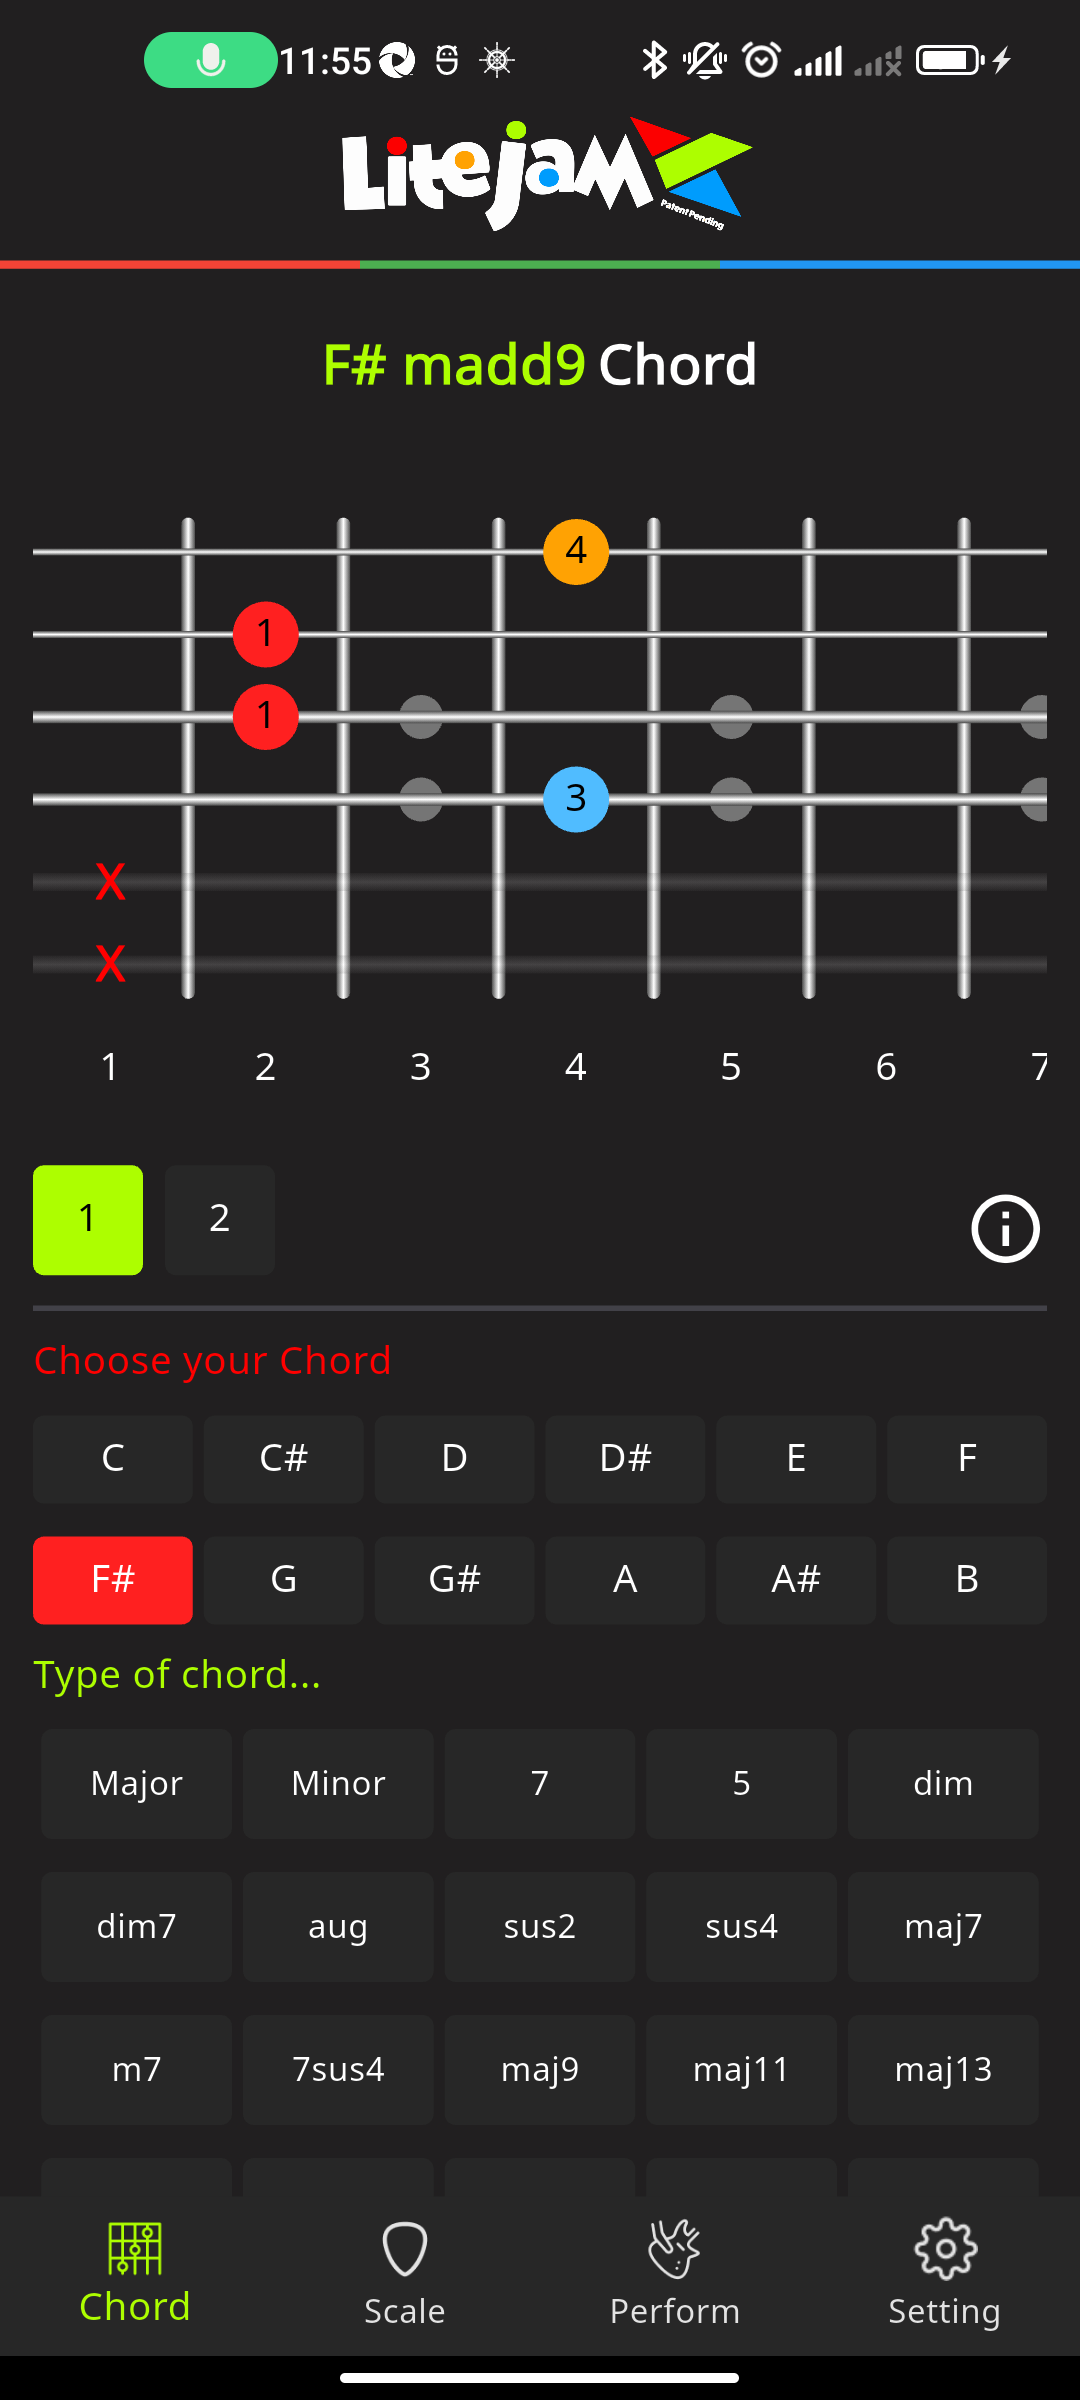 11:55
LiteJam
Patent Pending
F# madd9 Chord
4
1
1
3
X
X
1 2 3 4 5 6 7
1 2
Choose your Chord
C C# D D# E F
F# G G# A A# B
Type of chord...
Major Minor 7 5 dim
dim7 aug sus2 sus4 maj7
m7 7sus4 maj9 maj11 maj13
Chord Scale Perform Setting